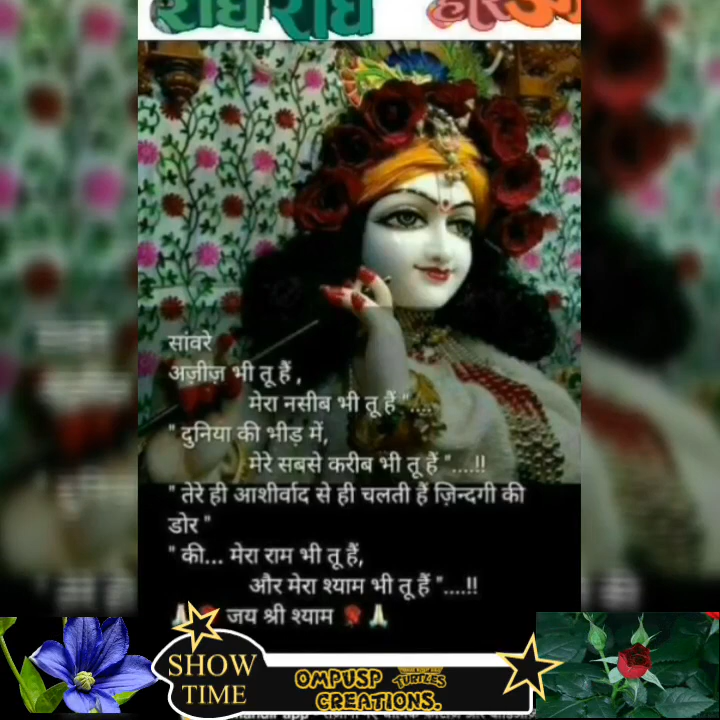 राधे राधे
सांवरे
अज़ीज़ भी तू हैं ,
मेरा नसीब भी तू हैं "....
" दुनिया की भीड़ में,
मेरे सबसे करीब भी तू हैं "....!!
" तेरे ही आशीर्वाद से ही चलती हैं ज़िन्दगी की
डोर "
" की... मेरा राम भी तू हैं,
और मेरा श्याम भी तू हैं "....!!
🙏🌹 जय श्री श्याम 🌹🙏
SHOW
TIME
OMPUSP TURTLES
CREATIONS.